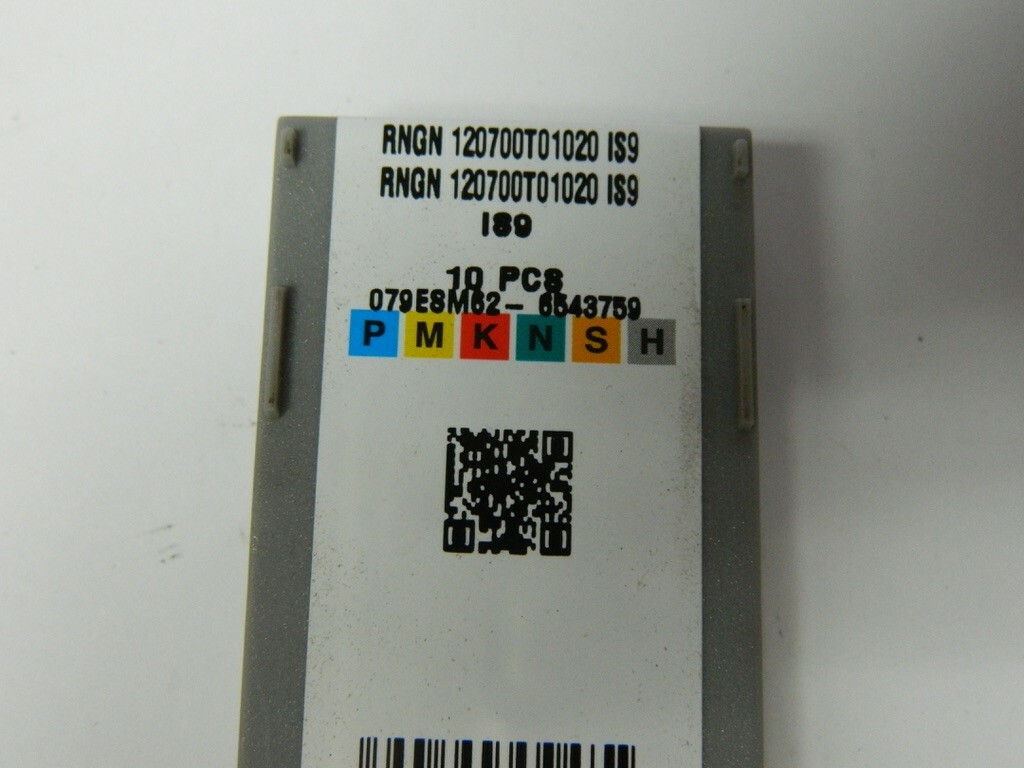 RNGN 120700T01020 IS9
RNGN 120700T01020 IS9
IS9
10 PCS
079ESM62- 6543759
P M K N S H